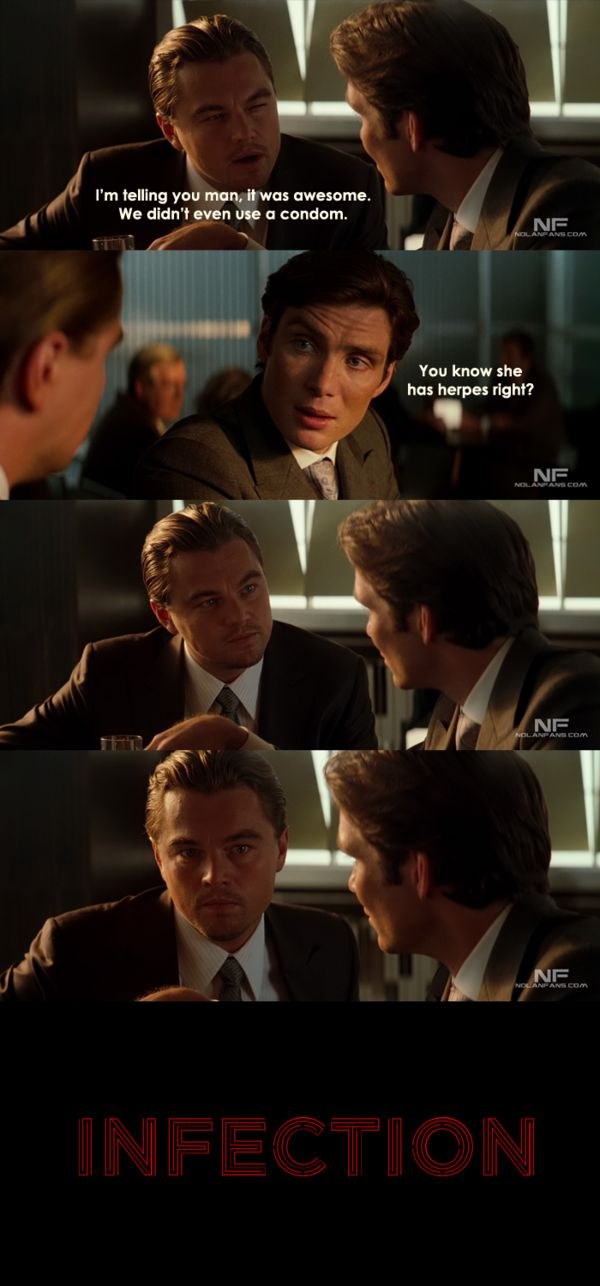 I'm telling you man, it was awesome.
We didn't even use a condom.
NF
NOLANFANS.COM
You know she
has herpes right?
NF
NOLANFANS.COM
NF
NOLANFANS.COM
NF
NOLANFANS.COM
INFECTION